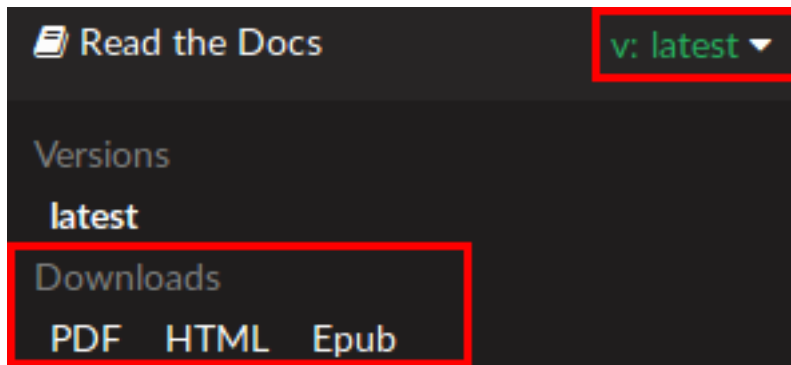 Read the Docs v: latest
Versions
latest
Downloads
PDF HTML Epub